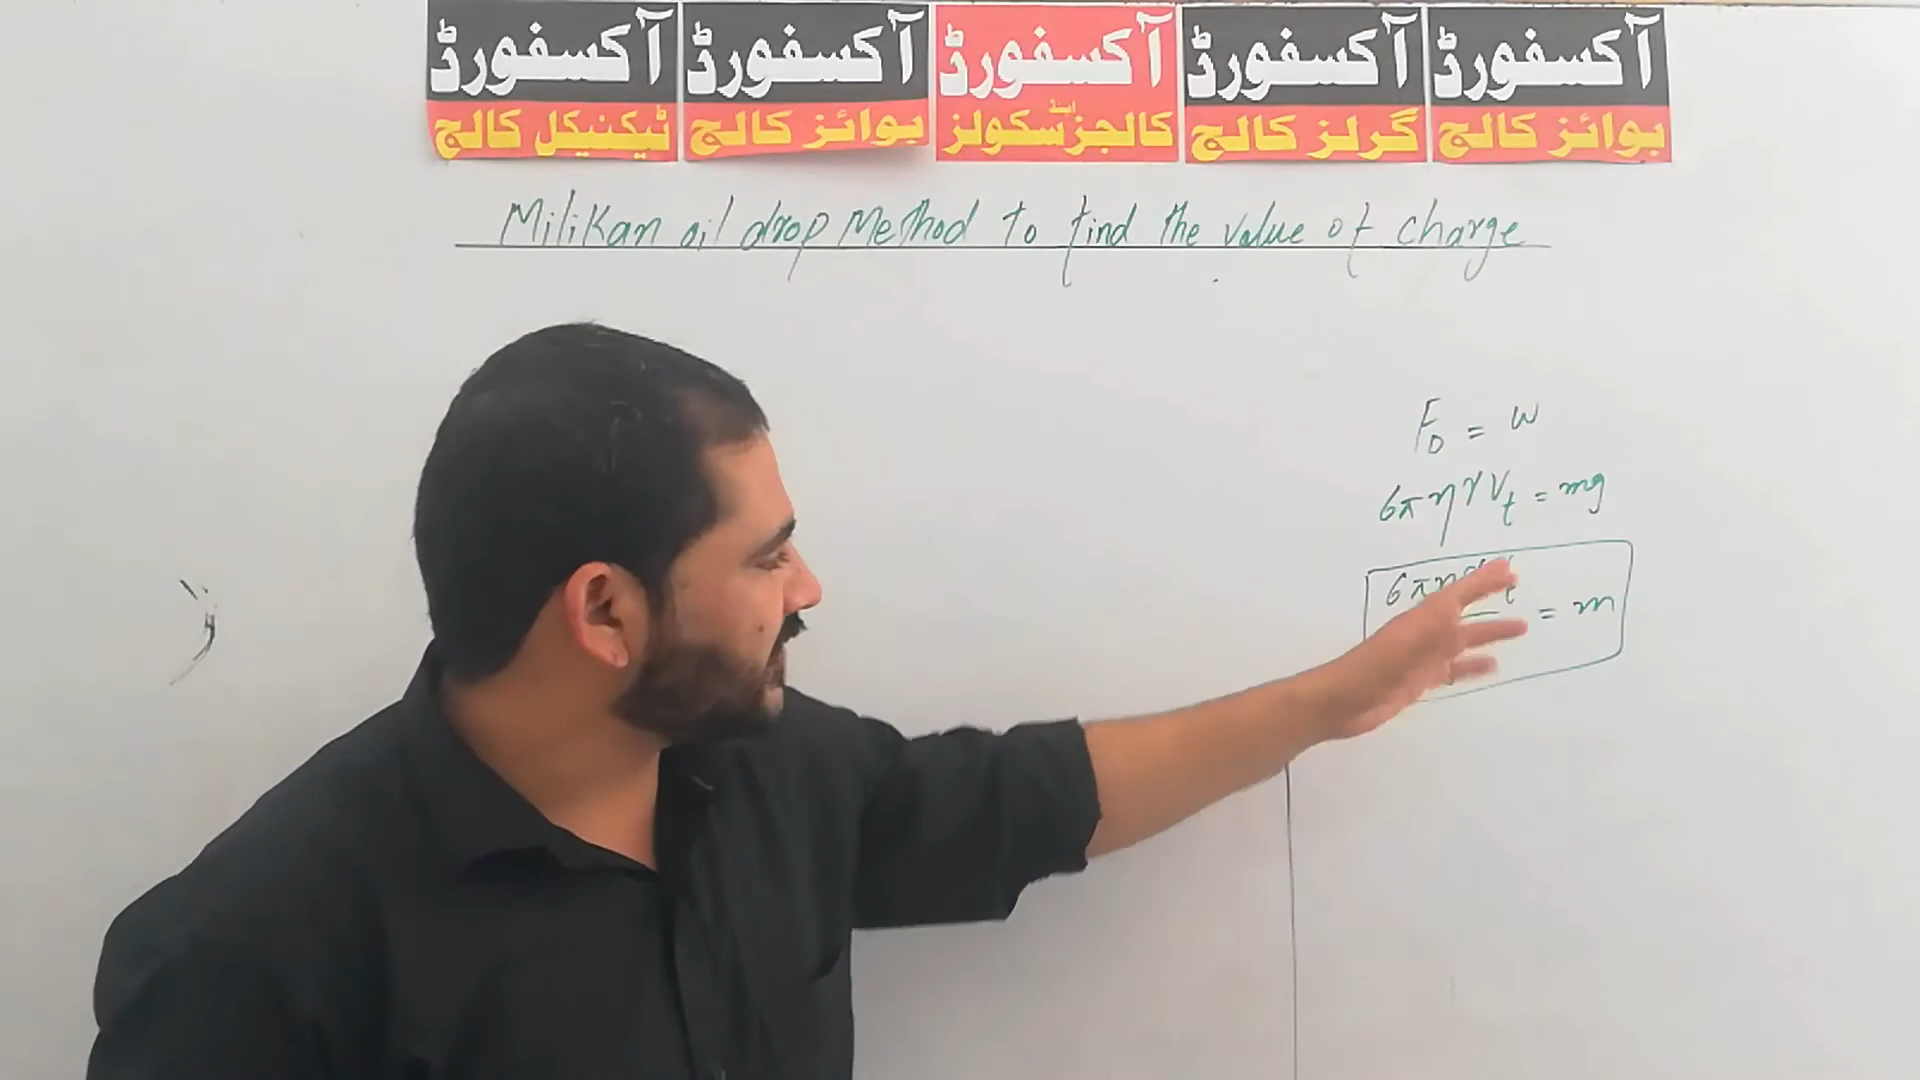 آکسفورڈ آکسفورڈ آکسفورڈ آکسفورڈ آکسفورڈ
بوائز کالج گرلز کالج کالجز اینڈ سکولز بوائز کالج ٹیکنیکل کالج
Milikan oil drop Method to find the value of charge
F_D = w
6πηrV_t = mg
6πη
= m